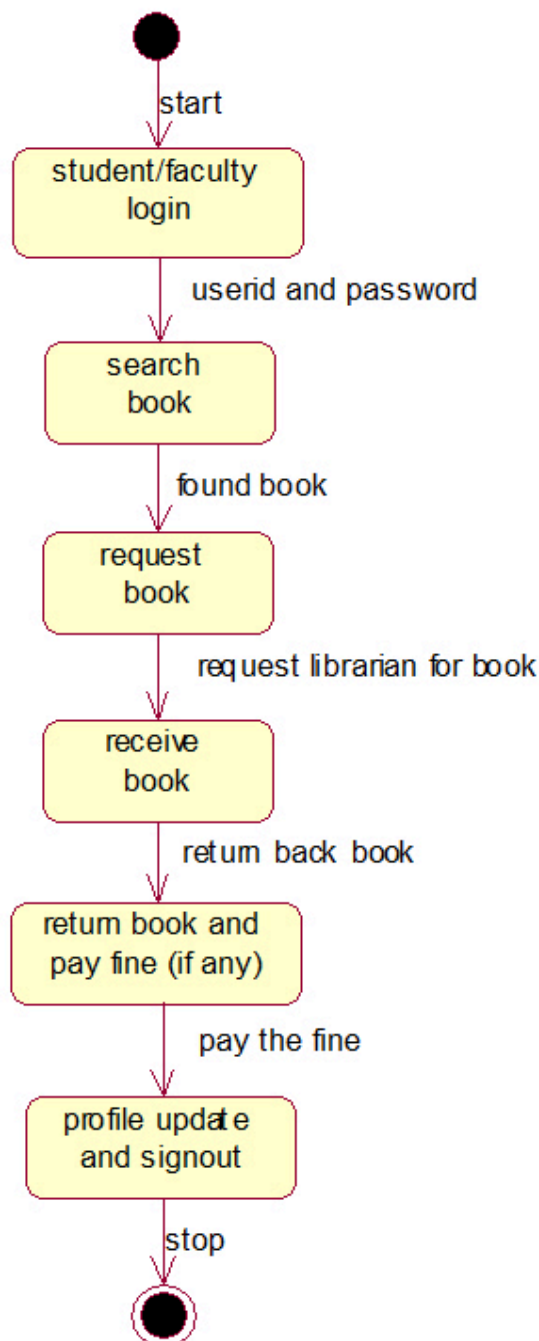 start
student/faculty
login
userid and password
search
book
found book
request
book
request librarian for book
receive
book
return back book
return book and
pay fine (if any)
pay the fine
profile update
and signout
stop